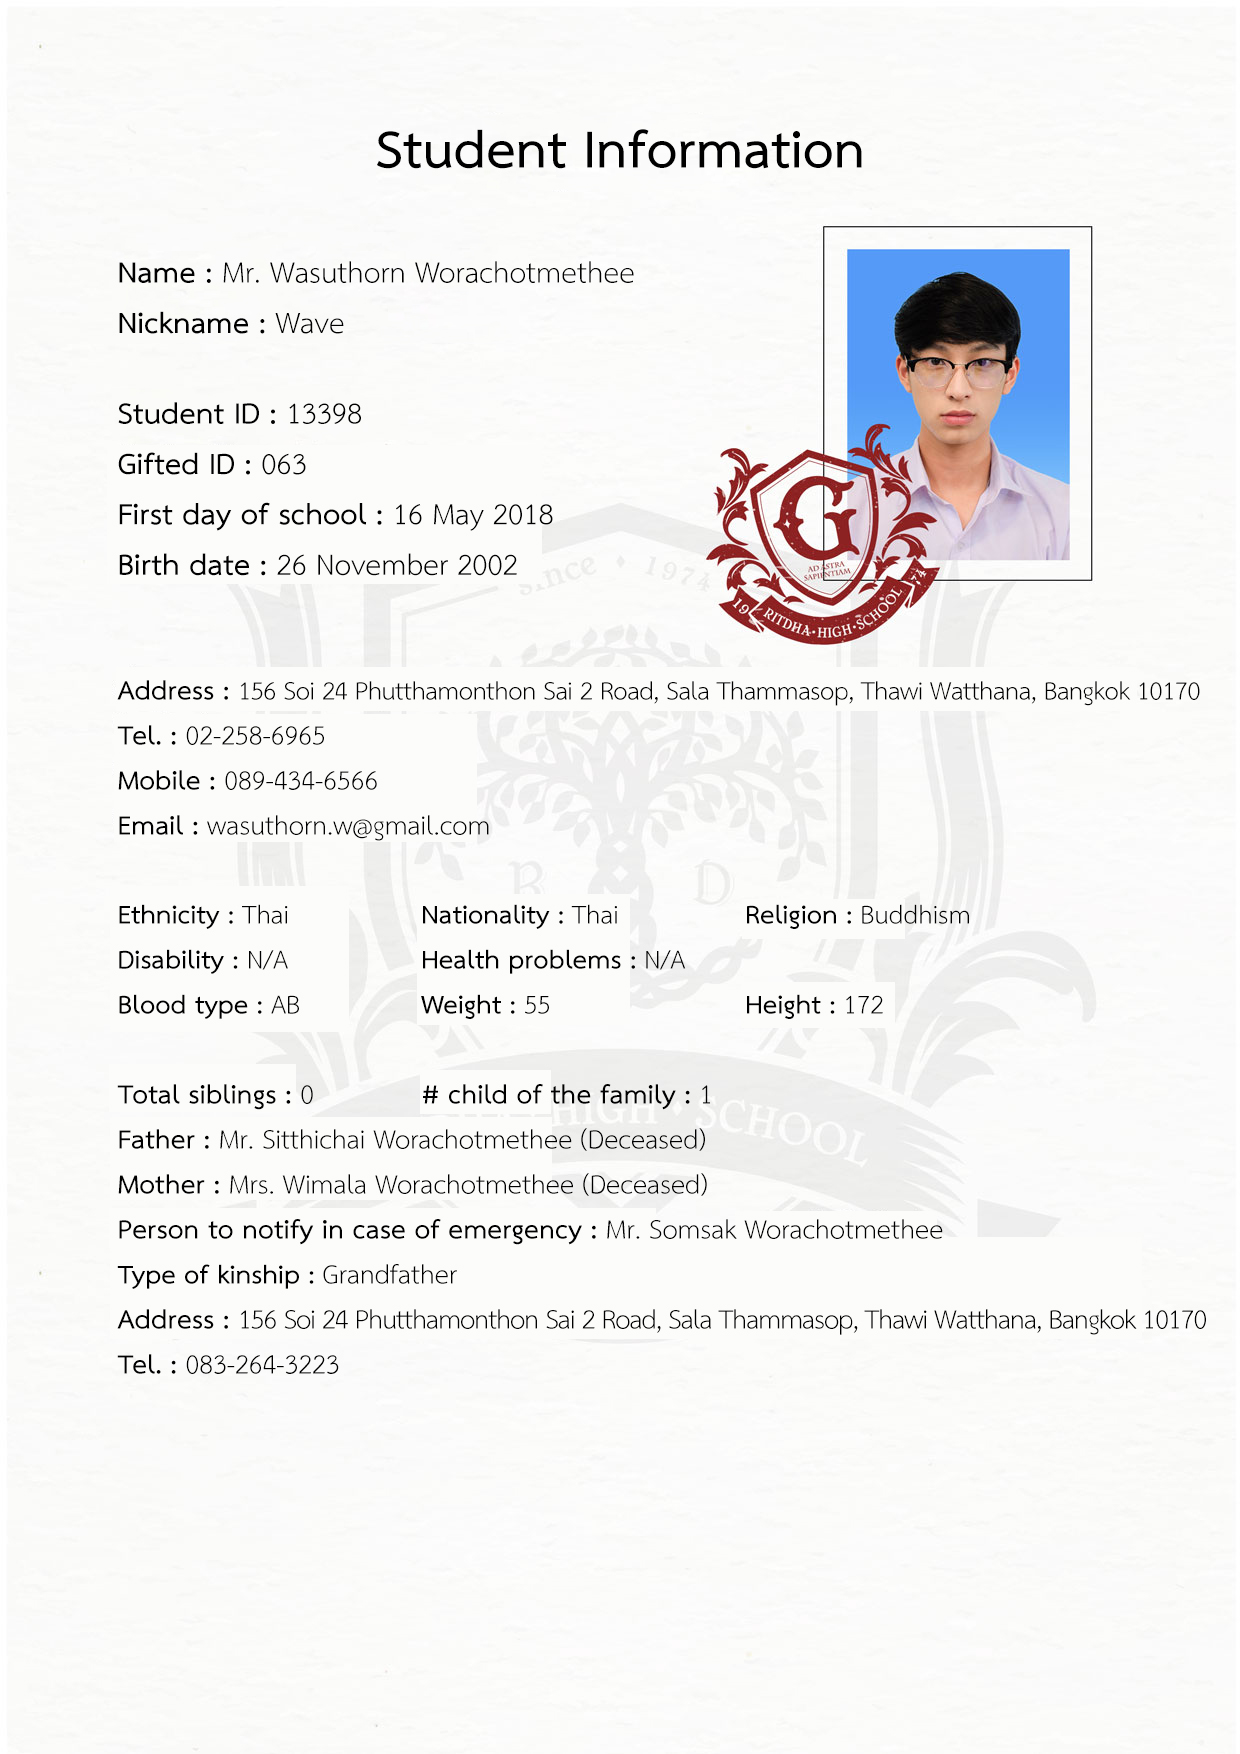 Student Information
Name : Mr. Wasuthorn Worachotmethee
Nickname : Wave
Student ID : 13398
Gifted ID : 063
First day of school : 16 May 2018
Birth date : 26 November 2002
G
AD ASTRA
SAPIENTIAM
RITDHA·HIGH·SCHOOL
1974
since · 1974
Address : 156 Soi 24 Phutthamonthon Sai 2 Road, Sala Thammasop, Thawi Watthana, Bangkok 10170
Tel. : 02-258-6965
Mobile : 089-434-6566
Email : wasuthorn.w@gmail.com
R D
Ethnicity : Thai Nationality : Thai Religion : Buddhism
Disability : N/A Health problems : N/A
Blood type : AB Weight : 55 Height : 172
Total siblings : 0 # child of the family : 1
HIGH · SCHOOL
Father : Mr. Sitthichai Worachotmethee (Deceased)
Mother : Mrs. Wimala Worachotmethee (Deceased)
Person to notify in case of emergency : Mr. Somsak Worachotmethee
Type of kinship : Grandfather
Address : 156 Soi 24 Phutthamonthon Sai 2 Road, Sala Thammasop, Thawi Watthana, Bangkok 10170
Tel. : 083-264-3223